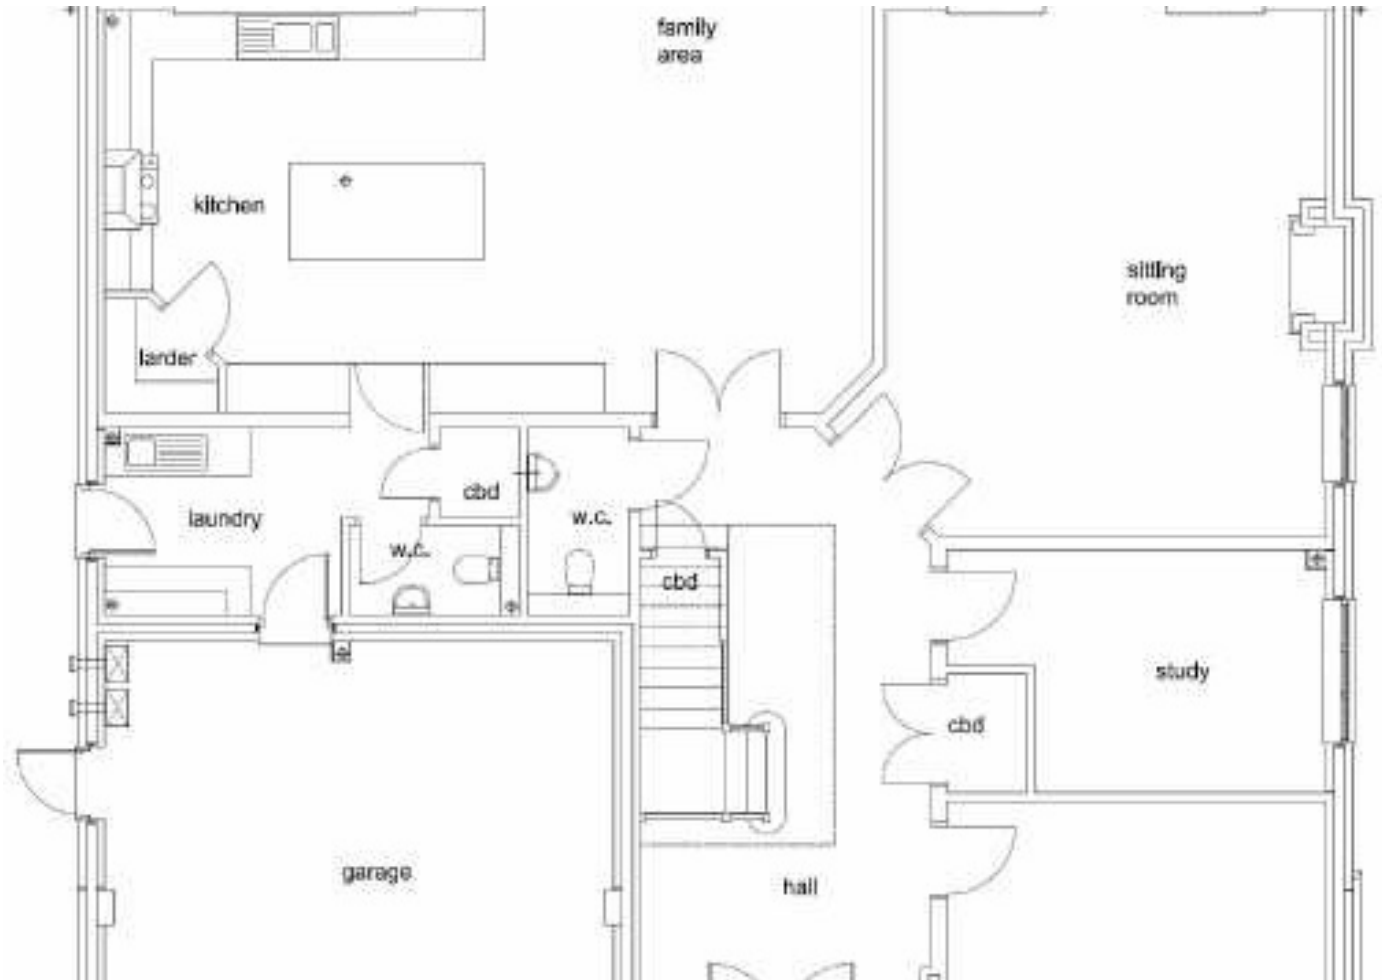 family
area
kitchen
sitting
room
larder
cbd
laundry
w.c.
w.c.
cbd
study
cbd
garage
hall